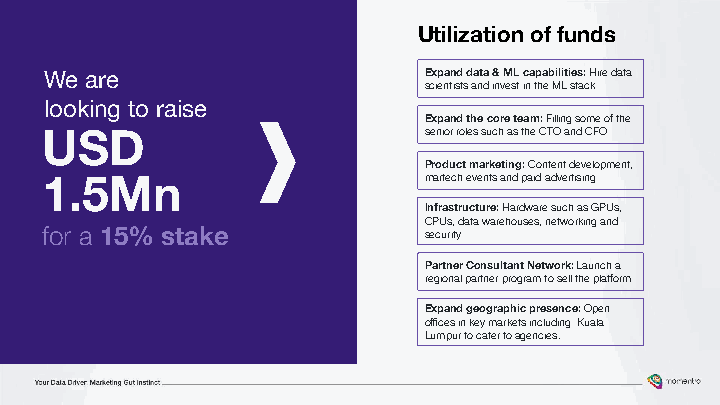 We are
looking to raise
USD
1.5Mn
for a 15% stake
Utilization of funds
Expand data & ML capabilities: Hire data
scientists and invest in the ML stack
Expand the core team: Filling some of the
senior roles such as the CTO and CFO
Product marketing: Content development,
martech events and paid advertising
Infrastructure: Hardware such as GPUs,
CPUs, data warehouses, networking and
security
Partner Consultant Network: Launch a
regional partner program to sell the platform
Expand geographic presence: Open
offices in key markets including Kuala
Lumpur to cater to agencies.
Your Data Driven Marketing Gut Instinct
momentro